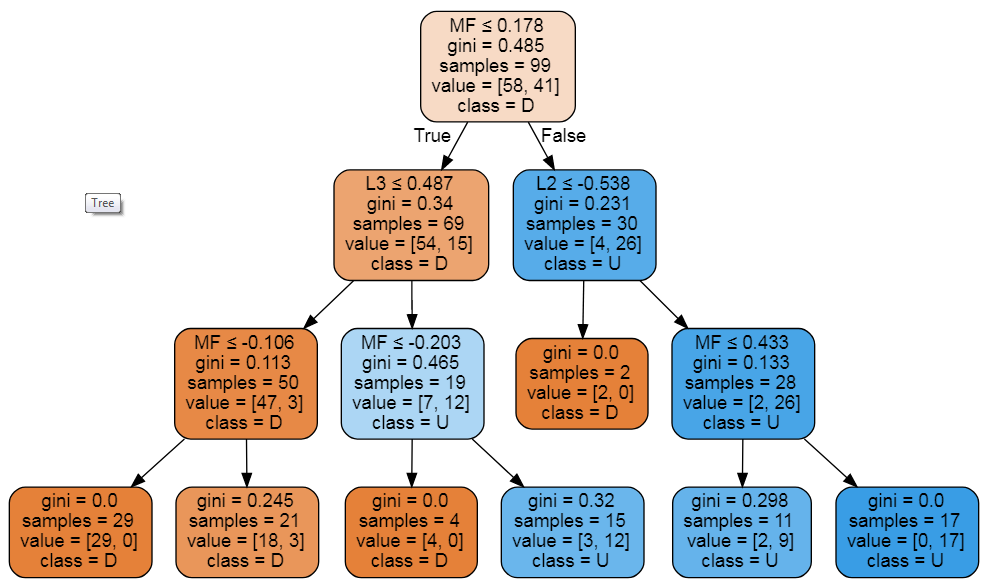 MF ≤ 0.178
gini = 0.485
samples = 99
value = [58, 41]
class = D
True
False
L3 ≤ 0.487
gini = 0.34
samples = 69
value = [54, 15]
class = D
L2 ≤ -0.538
gini = 0.231
samples = 30
value = [4, 26]
class = U
Tree
MF ≤ -0.106
gini = 0.113
samples = 50
value = [47, 3]
class = D
MF ≤ -0.203
gini = 0.465
samples = 19
value = [7, 12]
class = U
gini = 0.0
samples = 2
value = [2, 0]
class = D
MF ≤ 0.433
gini = 0.133
samples = 28
value = [2, 26]
class = U
gini = 0.0
samples = 29
value = [29, 0]
class = D
gini = 0.245
samples = 21
value = [18, 3]
class = D
gini = 0.0
samples = 4
value = [4, 0]
class = D
gini = 0.32
samples = 15
value = [3, 12]
class = U
gini = 0.298
samples = 11
value = [2, 9]
class = U
gini = 0.0
samples = 17
value = [0, 17]
class = U